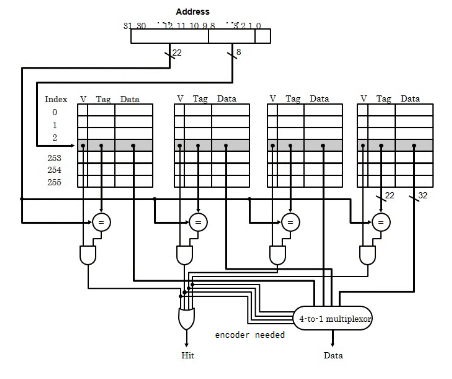 Address
31 30 ... 12 11 10 9 8 ... 3 2 1 0
22
8
Index V Tag Data V Tag Data V Tag Data V Tag Data
0
1
2
253
254
255
22
32
= = = =
4-to-1 multiplexor
encoder needed
Hit
Data